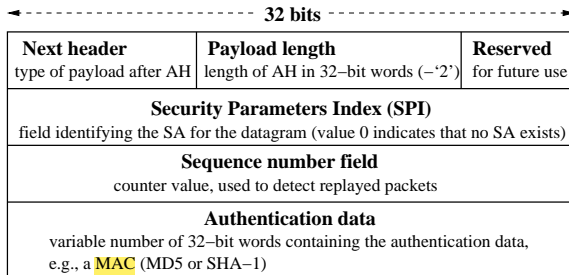 32 bits
Next header Payload length Reserved
type of payload after AH length of AH in 32–bit words (–‘2’) for future use
Security Parameters Index (SPI)
field identifying the SA for the datagram (value 0 indicates that no SA exists)
Sequence number field
counter value, used to detect replayed packets
Authentication data
variable number of 32–bit words containing the authentication data,
e.g., a MAC (MD5 or SHA–1)